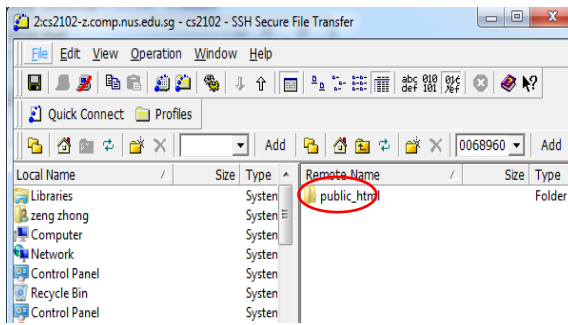 2:cs2102-z.comp.nus.edu.sg - cs2102 - SSH Secure File Transfer
File Edit View Operation Window Help
abc 010
def 101
Quick Connect Profiles
Add 0068960 Add
Local Name / Size Type Remote Name / Size Type
Libraries System public_html Folder
zeng zhong System
Computer System
Network System
Control Panel System
Recycle Bin System
Control Panel System